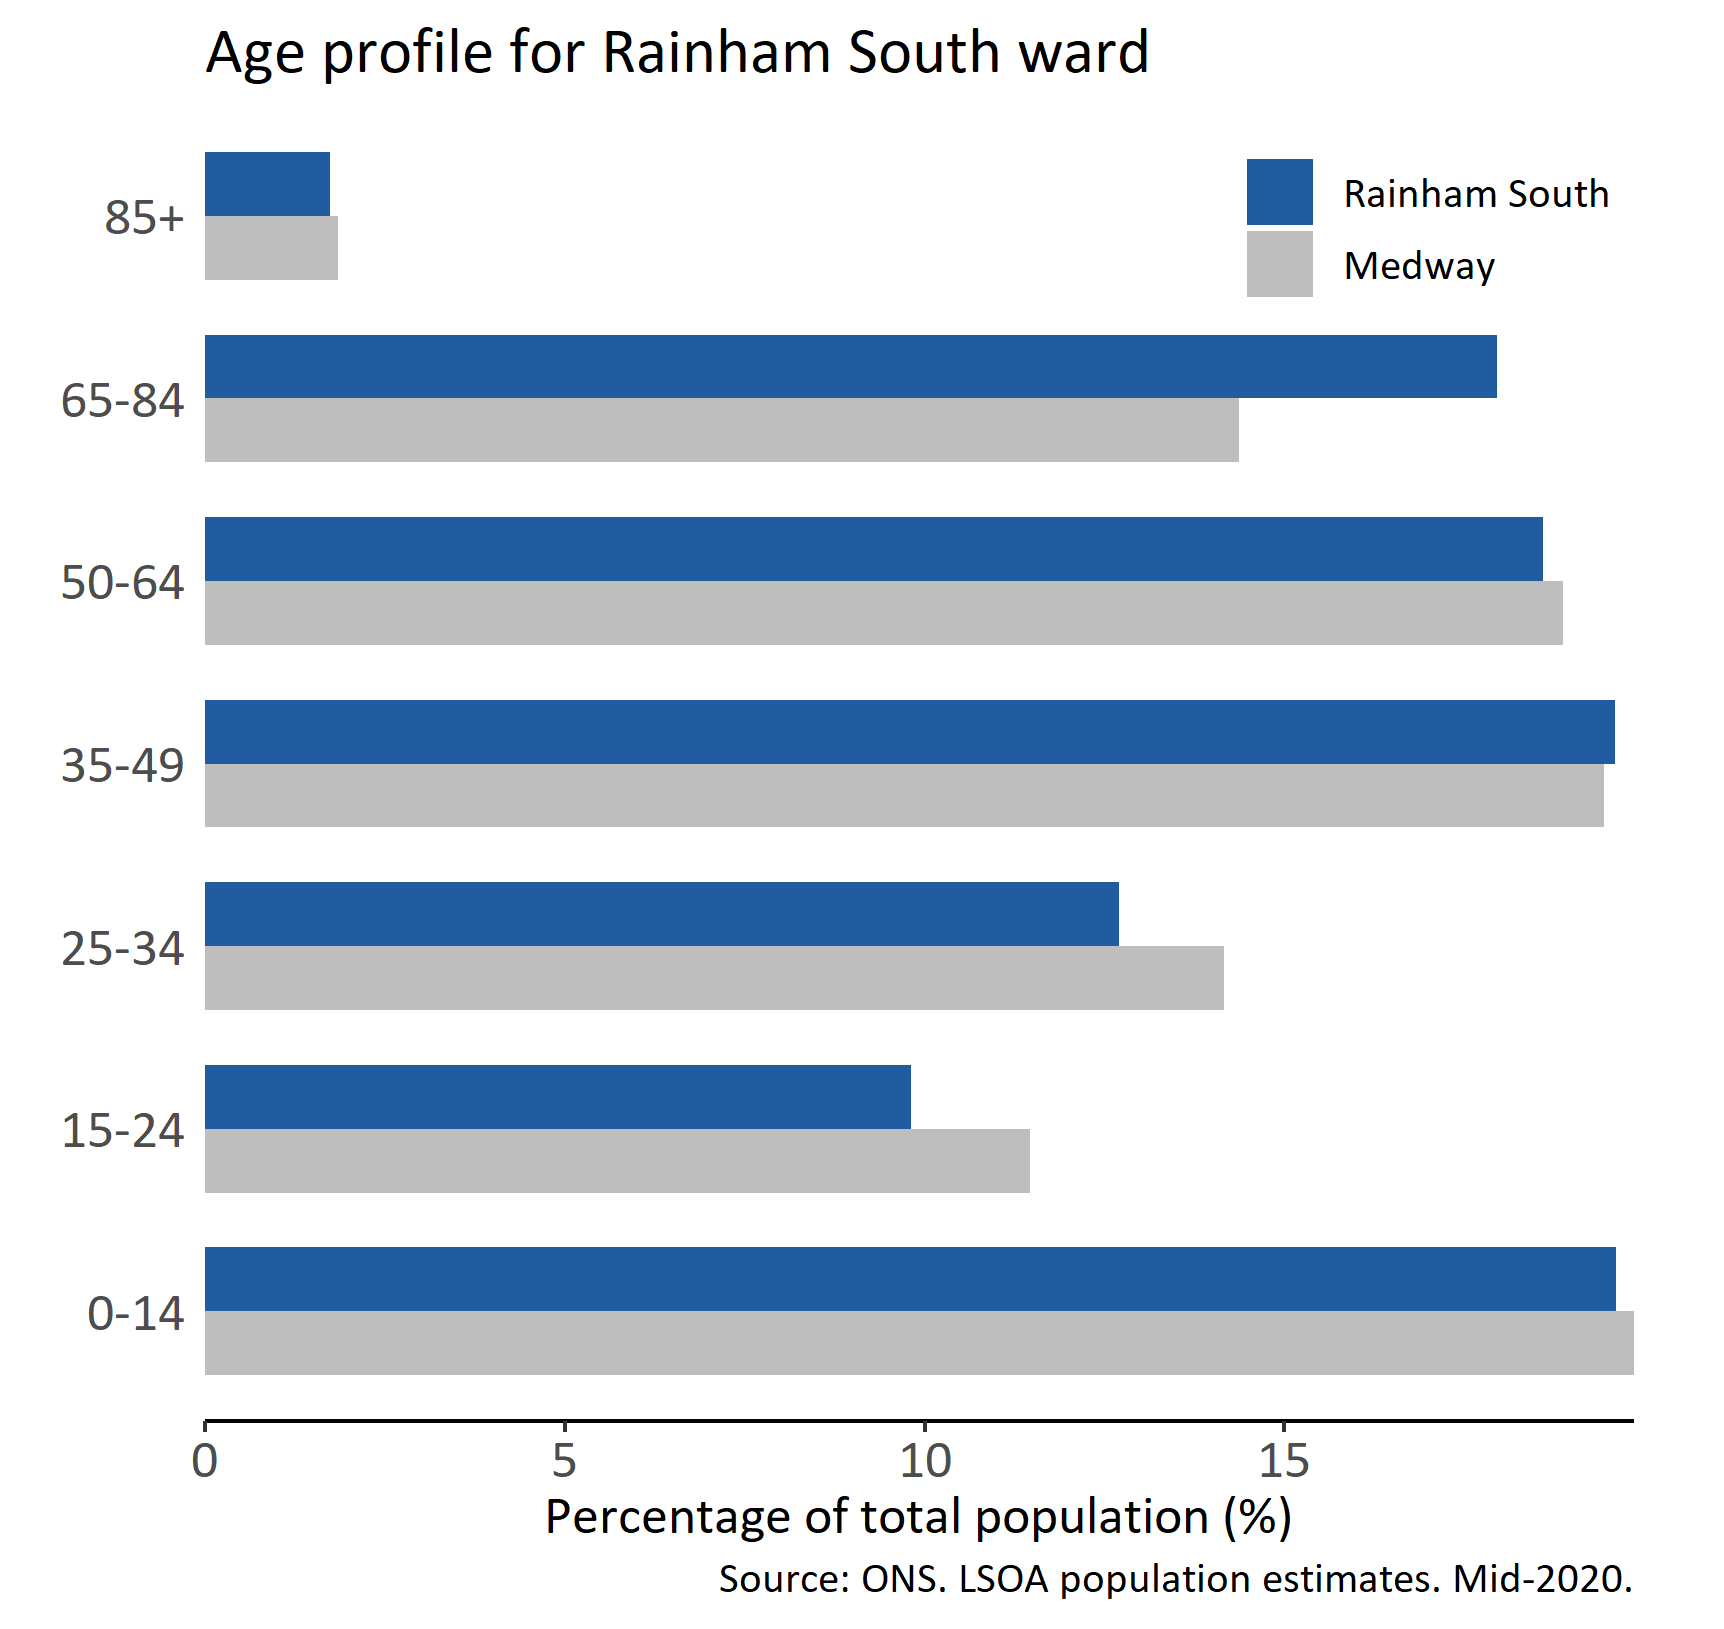 Age profile for Rainham South ward
Rainham South
Medway
85+
65-84
50-64
35-49
25-34
15-24
0-14
0 5 10 15
Percentage of total population (%)
Source: ONS. LSOA population estimates. Mid-2020.